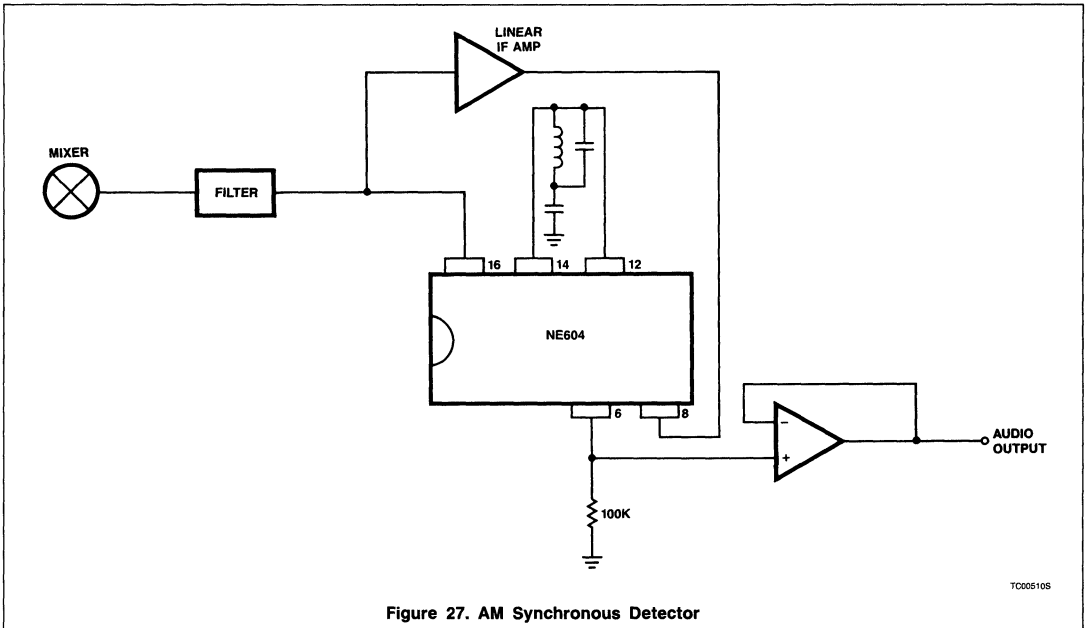 LINEAR
IF AMP
MIXER
FILTER
16
14
12
NE604
6
8
−
+
AUDIO
OUTPUT
100K
TC00510S
Figure 27. AM Synchronous Detector